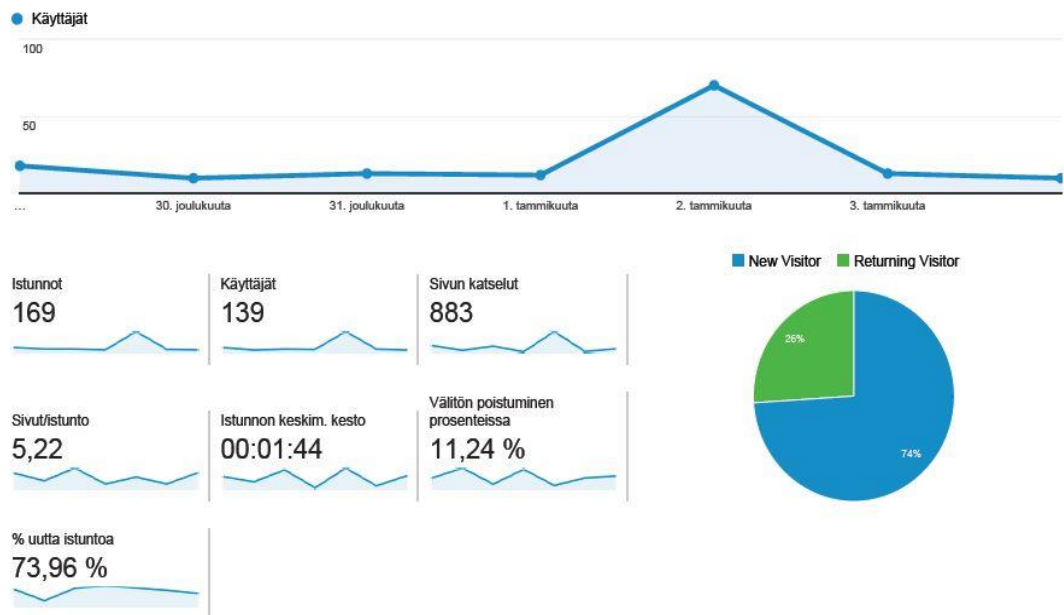 Käyttäjät
100
50
...
30. joulukuuta
31. joulukuuta
1. tammikuuta
2. tammikuuta
3. tammikuuta
Istunnot
169
Käyttäjät
139
Sivun katselut
883
New Visitor
Returning Visitor
26%
74%
Sivut/istunto
5,22
Istunnon keskim. kesto
00:01:44
Välitön poistuminen
prosenteissa
11,24 %
% uutta istuntoa
73,96 %